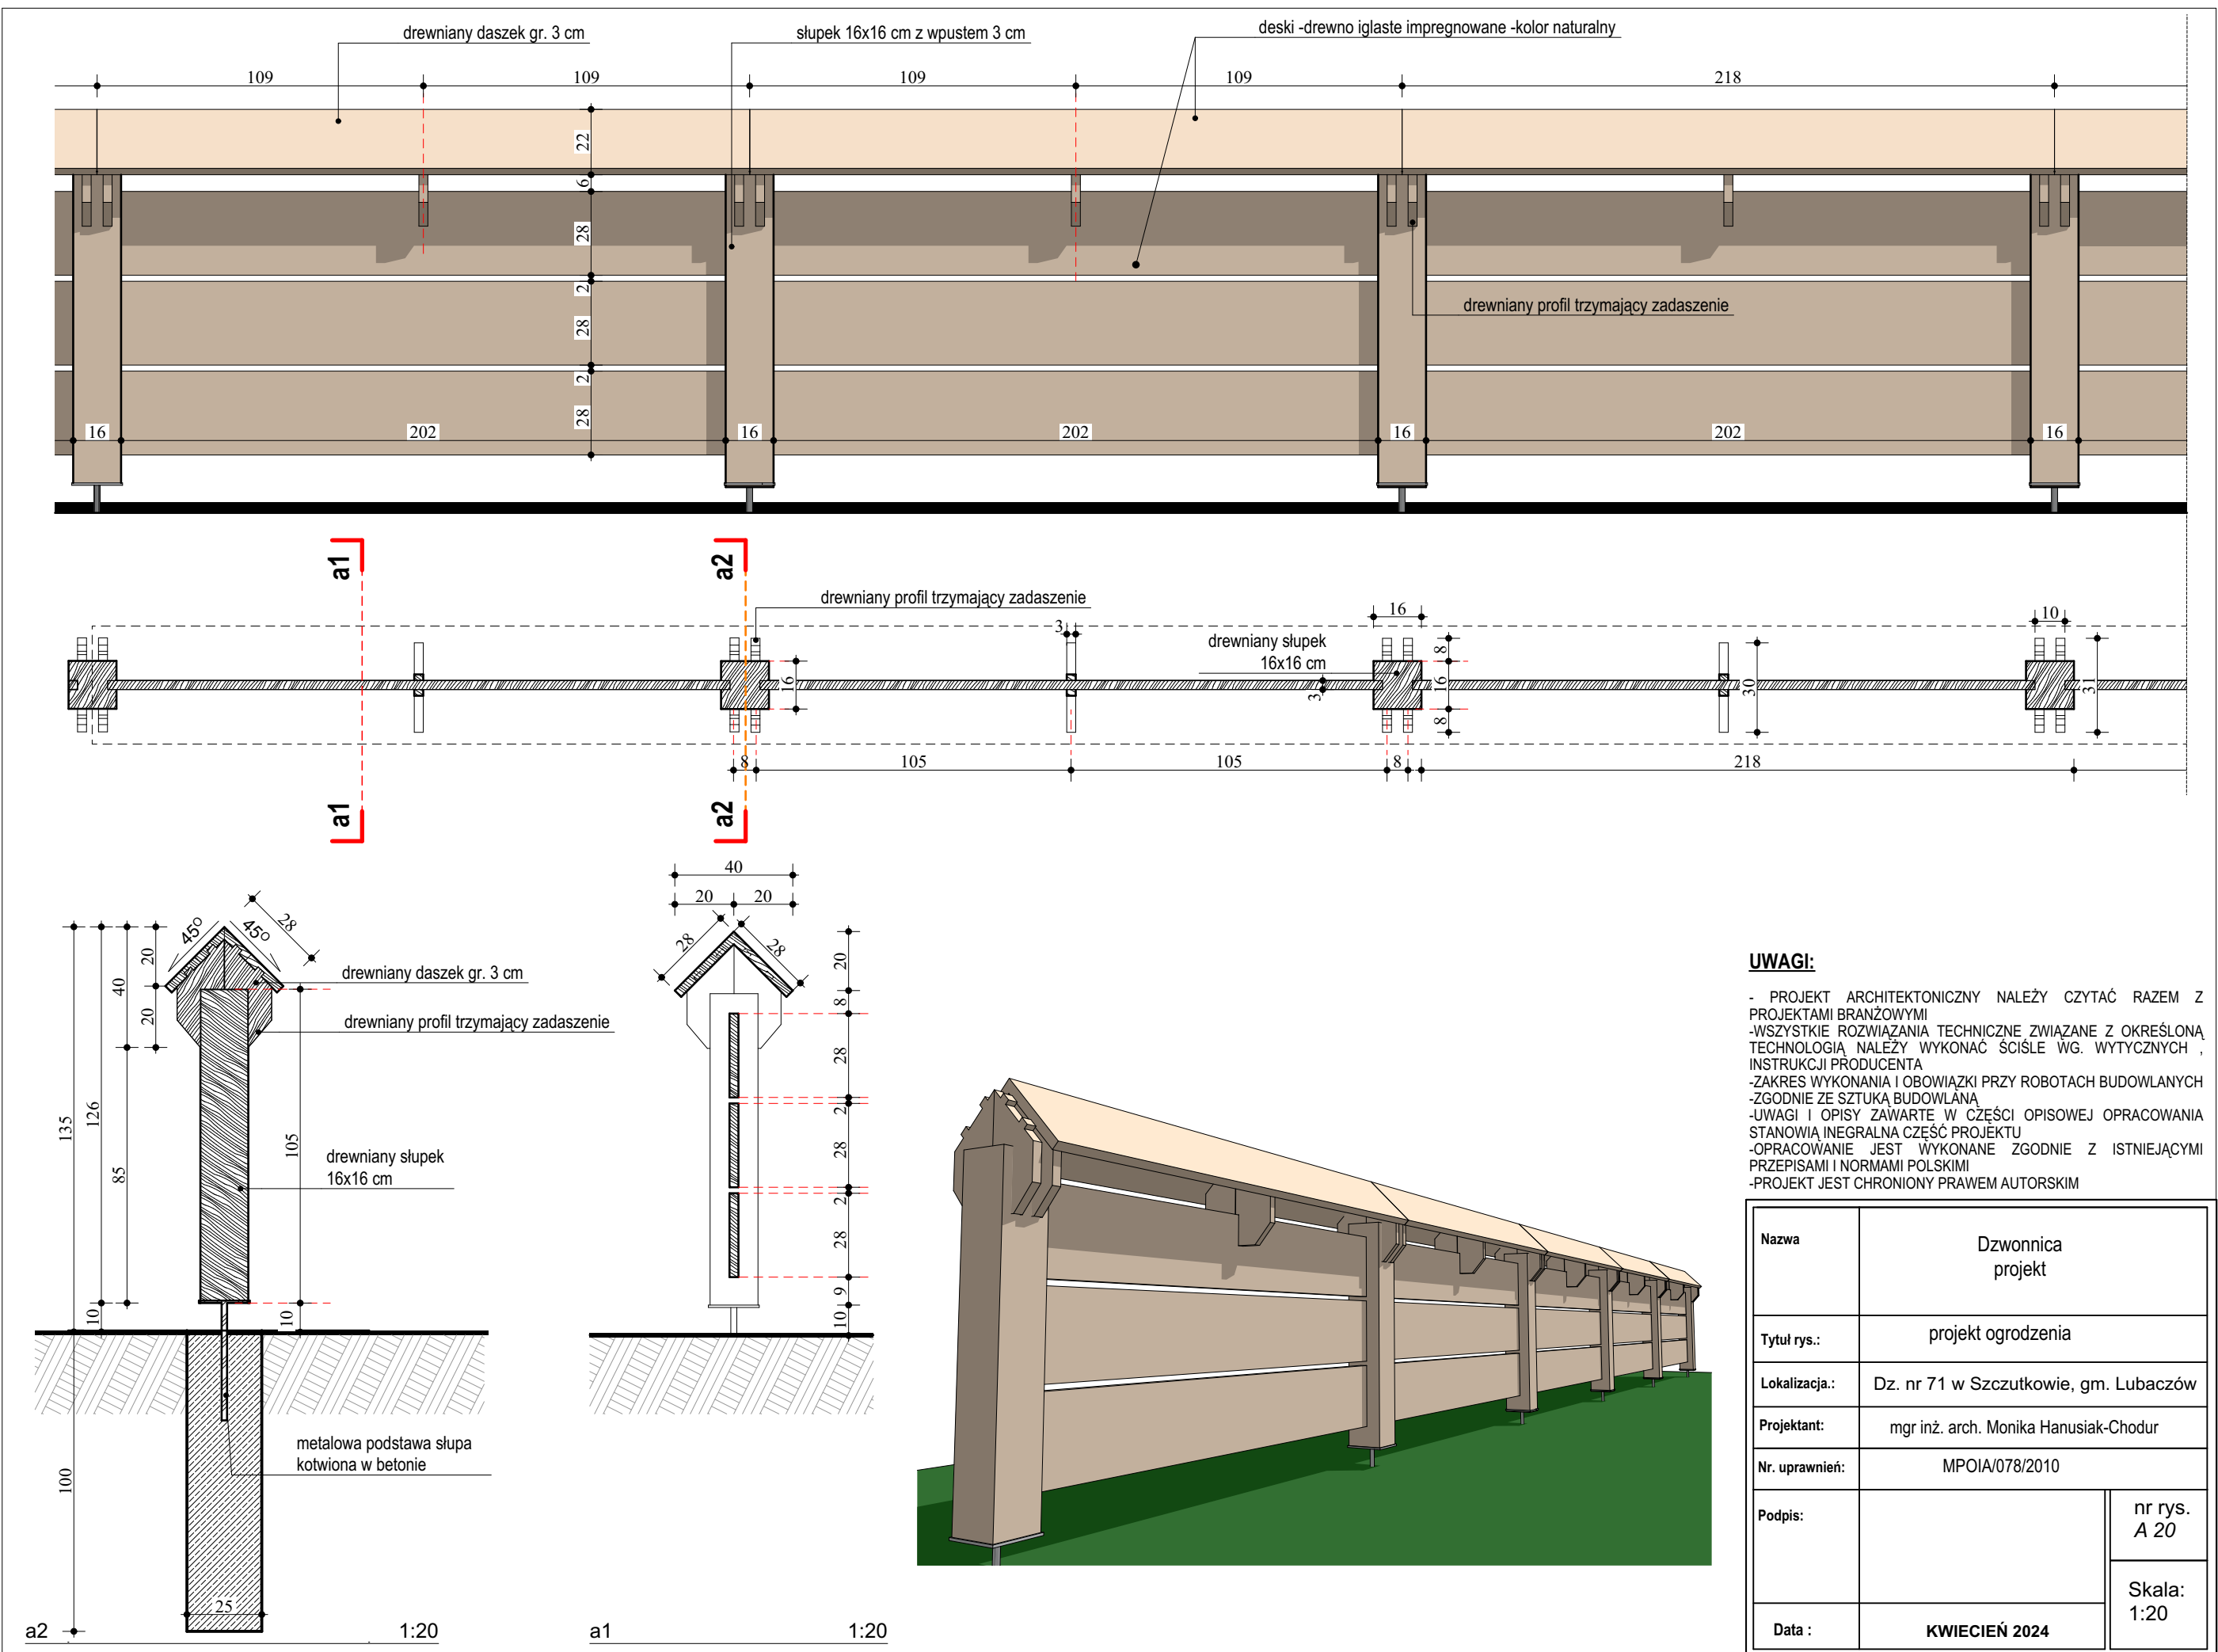 drewniany daszek gr. 3 cm
słupek 16x16 cm z wpustem 3 cm
deski -drewno iglaste impregnowane -kolor naturalny
109 109 109 109 218
22
6
28
2
28
2
28
drewniany profil trzymający zadaszenie
16 202 16 202 16 202 16
a1 a2
drewniany profil trzymający zadaszenie
drewniany słupek
16x16 cm
16
3
16
3
8
16
8
30
10
31
8 105 105 8 218
a1 a2
45° 45°
28
20
40
20
135
126
85
105
10
10
100
25
drewniany daszek gr. 3 cm
drewniany profil trzymający zadaszenie
drewniany słupek
16x16 cm
metalowa podstawa słupa
kotwiona w betonie
a2 1:20
40
20 20
28 28
20
8
28
2
28
2
28
9
10
a1 1:20
UWAGI:
- PROJEKT ARCHITEKTONICZNY NALEŻY CZYTAĆ RAZEM Z
PROJEKTAMI BRANŻOWYMI
-WSZYSTKIE ROZWIĄZANIA TECHNICZNE ZWIĄZANE Z OKREŚLONĄ
TECHNOLOGIĄ NALEŻY WYKONAĆ ŚCIŚLE WG. WYTYCZNYCH ,
INSTRUKCJI PRODUCENTA
-ZAKRES WYKONANIA I OBOWIĄZKI PRZY ROBOTACH BUDOWLANYCH
-ZGODNIE ZE SZTUKĄ BUDOWLANĄ
-UWAGI I OPISY ZAWARTE W CZĘŚCI OPISOWEJ OPRACOWANIA
STANOWIĄ INEGRALNA CZĘŚĆ PROJEKTU
-OPRACOWANIE JEST WYKONANE ZGODNIE Z ISTNIEJĄCYMI
PRZEPISAMI I NORMAMI POLSKIMI
-PROJEKT JEST CHRONIONY PRAWEM AUTORSKIM
Nazwa
Dzwonnica
projekt
Tytuł rys.: projekt ogrodzenia
Lokalizacja.: Dz. nr 71 w Szczutkowie, gm. Lubaczów
Projektant: mgr inż. arch. Monika Hanusiak-Chodur
Nr. uprawnień: MPOIA/078/2010
Podpis:
nr rys.
A 20
Skala:
1:20
Data : KWIECIEŃ 2024